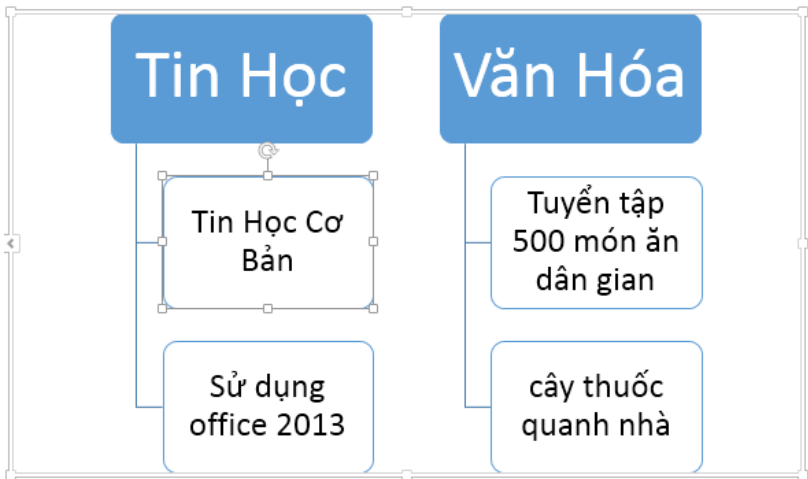 Tin Học
Tin Học Cơ
Bản
Sử dụng
office 2013
Văn Hóa
Tuyển tập
500 món ăn
dân gian
cây thuốc
quanh nhà